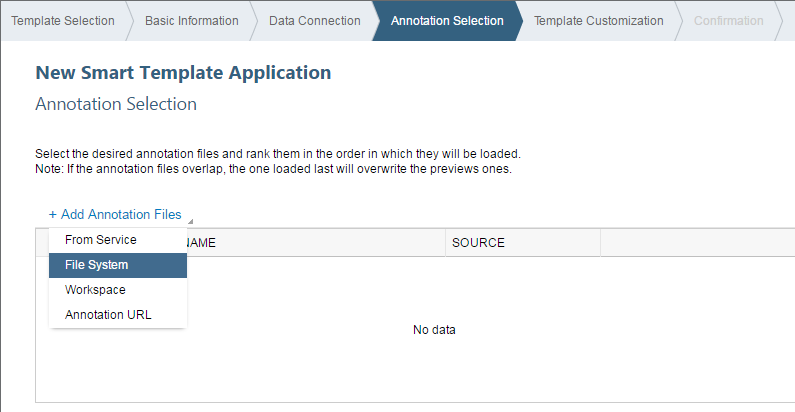 Template Selection Basic Information Data Connection Annotation Selection Template Customization Confirmation
New Smart Template Application
Annotation Selection
Select the desired annotation files and rank them in the order in which they will be loaded.
Note: If the annotation files overlap, the one loaded last will overwrite the previews ones.
+ Add Annotation Files
From Service
NAME SOURCE
File System
Workspace
Annotation URL
No data